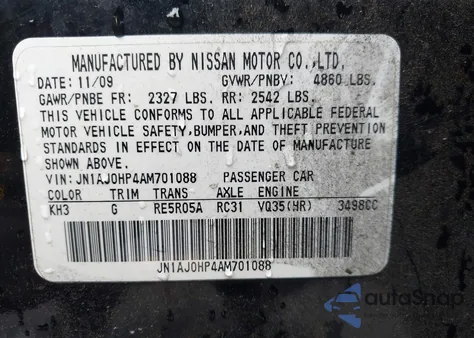 MANUFACTURED BY NISSAN MOTOR CO.,LTD.
DATE: 11/09 GVWR/PNBV: 4860 LBS.
GAWR/PNBE FR: 2327 LBS. RR: 2542 LBS.
THIS VEHICLE CONFORMS TO ALL APPLICABLE FEDERAL
MOTOR VEHICLE SAFETY,BUMPER,AND THEFT PREVENTION
STANDARDS IN EFFECT ON THE DATE OF MANUFACTURE
SHOWN ABOVE.
VIN: JN1AJ0HP4AM701088 PASSENGER CAR
COLOR TRIM TRANS AXLE ENGINE
KH3 G RE5R05A RC31 VQ35(HR) 3498CC
JN1AJ0HP4AM701088
autoSnap